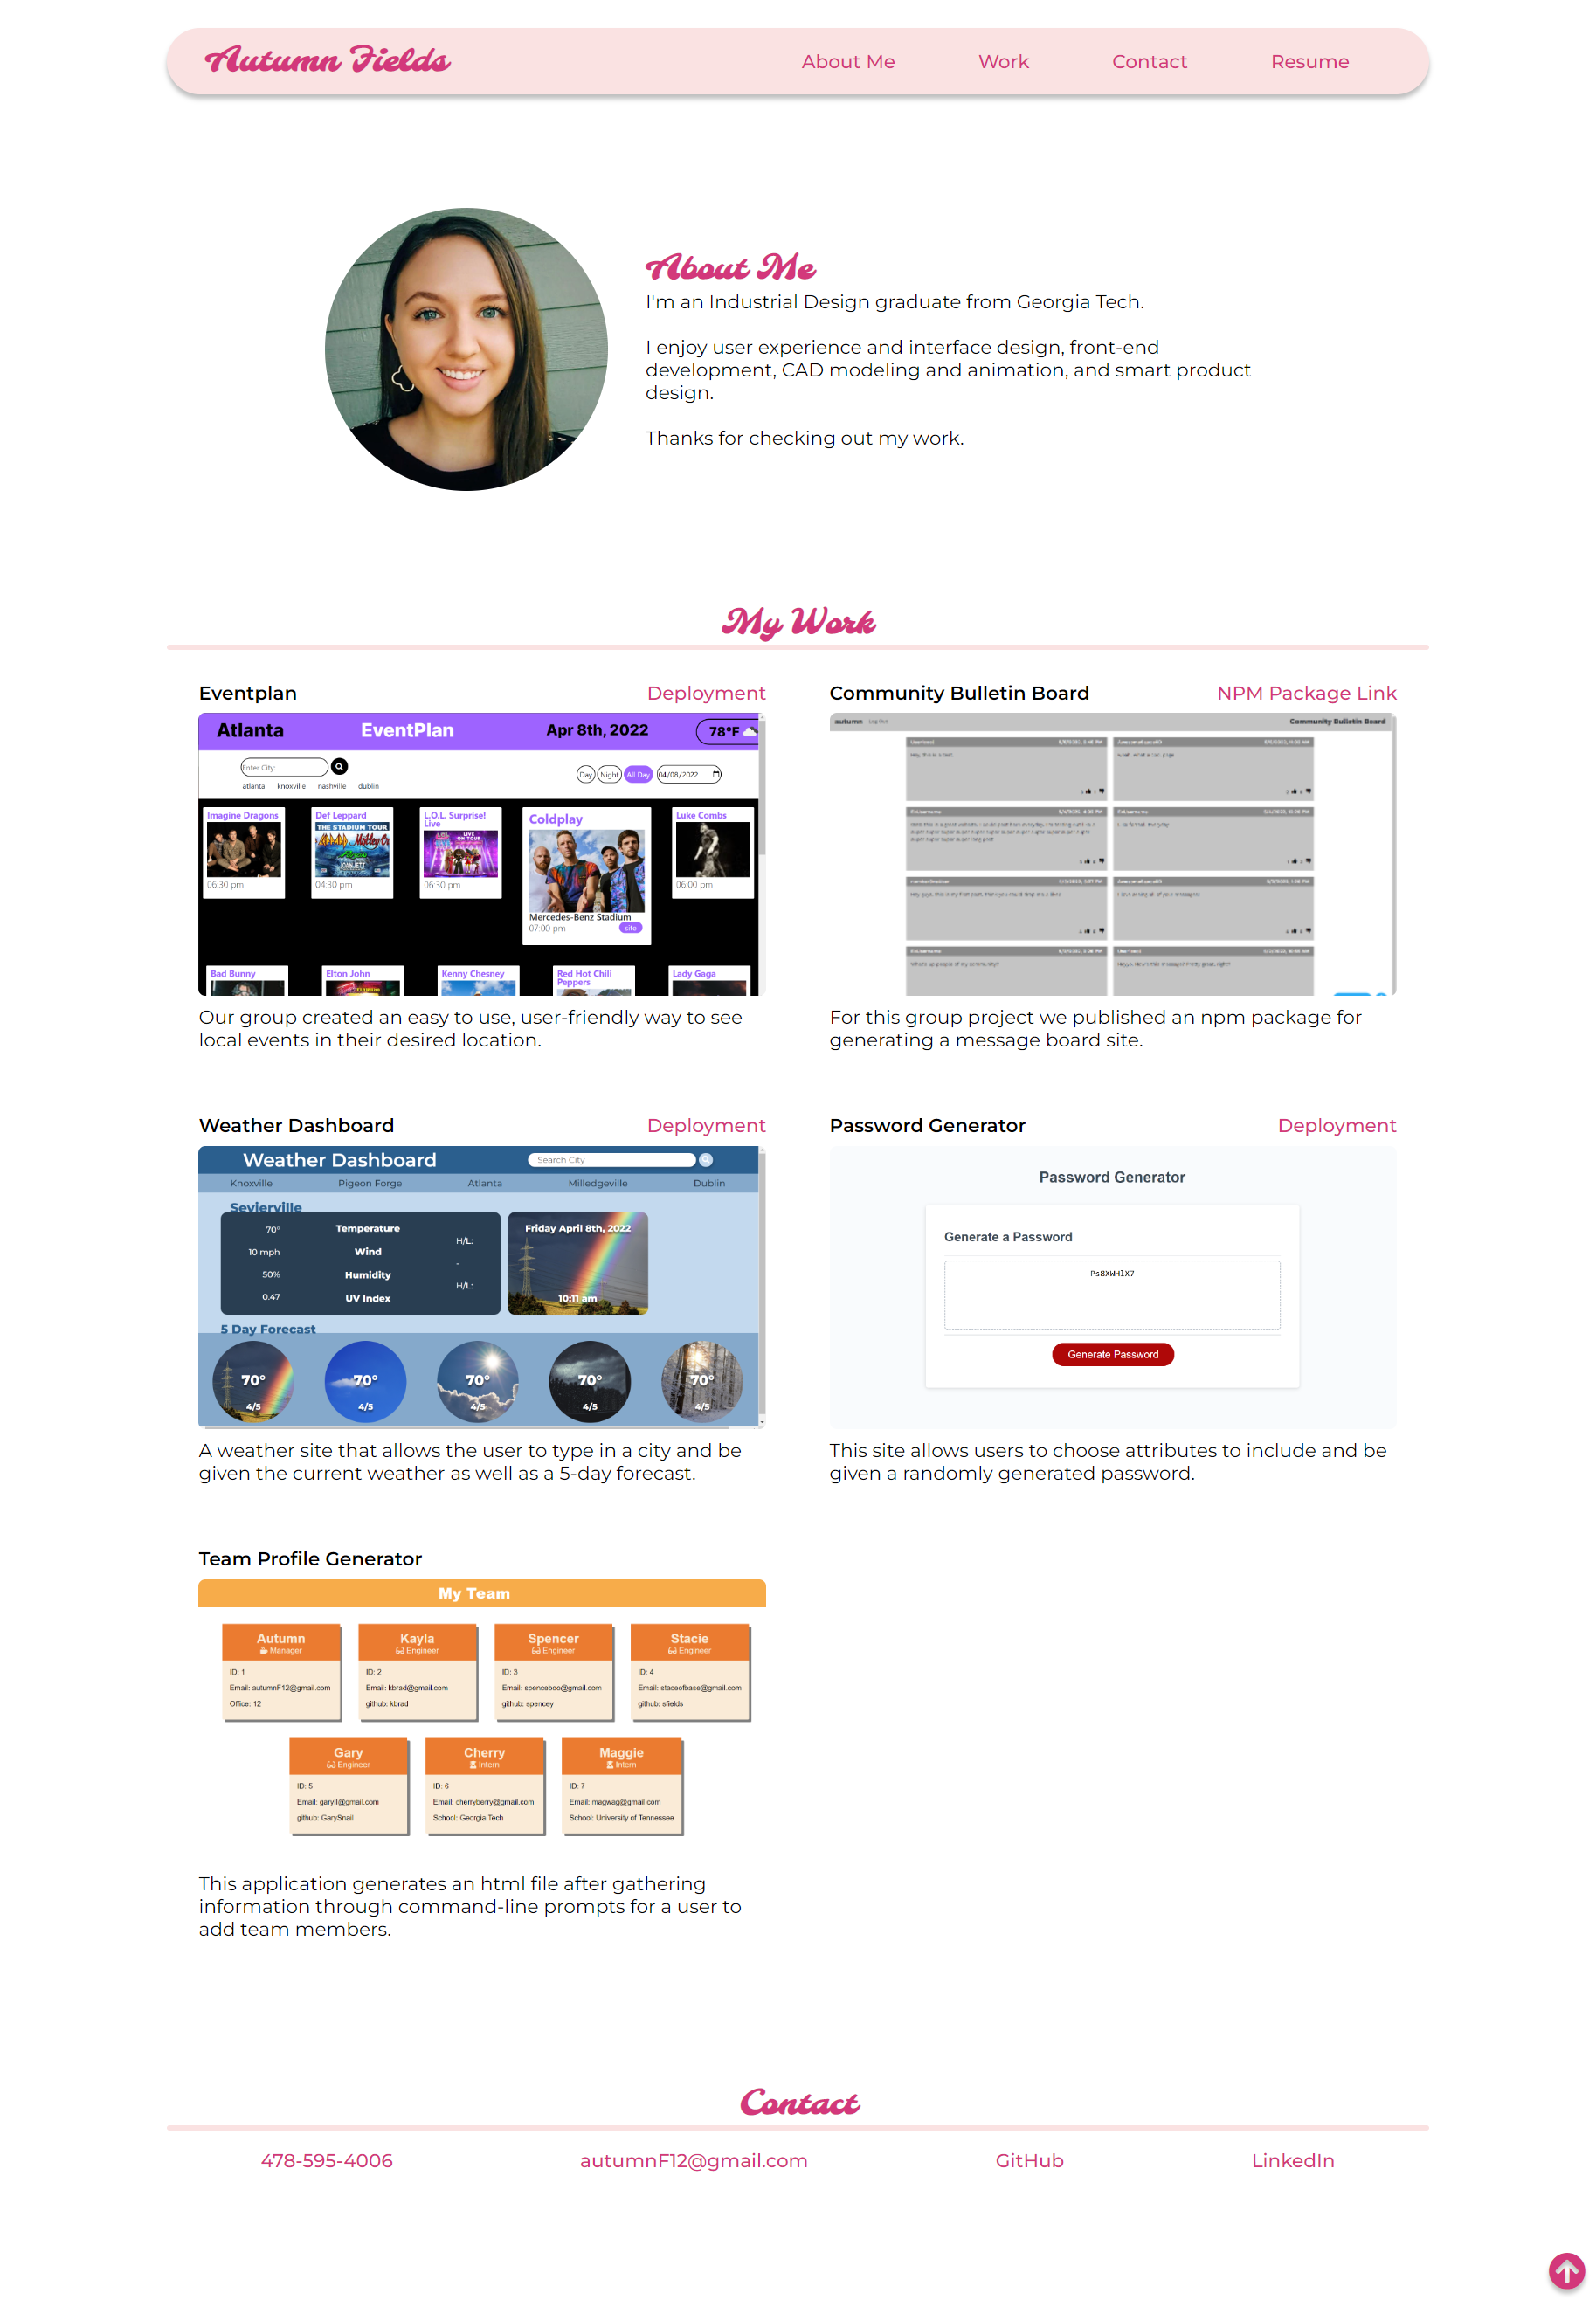 Autumn Fields
About Me
Work
Contact
Resume
About Me
I'm an Industrial Design graduate from Georgia Tech.
I enjoy user experience and interface design, front-end
development, CAD modeling and animation, and smart product
design.
Thanks for checking out my work.
My Work
Eventplan
Deployment
Atlanta
EventPlan
Apr 8th, 2022
78°F
Enter City:
atlanta knoxville nashville dublin
Day
Night
All Day
04/08/2022
Imagine Dragons
06:30 pm
Def Leppard
THE STADIUM TOUR
04:30 pm
L.O.L. Surprise!
Live
06:30 pm
Coldplay
Mercedes-Benz Stadium
07:00 pm
site
Luke Combs
06:00 pm
Bad Bunny
Elton John
Kenny Chesney
Red Hot Chili
Peppers
Lady Gaga
Our group created an easy to use, user-friendly way to see
local events in their desired location.
Community Bulletin Board
NPM Package Link
autumn
Log Out
Community Bulletin Board
For this group project we published an npm package for
generating a message board site.
Weather Dashboard
Deployment
Weather Dashboard
Search City
Knoxville
Pigeon Forge
Atlanta
Milledgeville
Dublin
Sevierville
70° Temperature
H/L:
10 mph Wind
-
50% Humidity
H/L:
0.47 UV Index
Friday April 8th, 2022
10:11 am
5 Day Forecast
70° 70° 70° 70° 70°
4/5 4/5 4/5 4/5 4/5
A weather site that allows the user to type in a city and be
given the current weather as well as a 5-day forecast.
Password Generator
Deployment
Password Generator
Generate a Password
Generate Password
This site allows users to choose attributes to include and be
given a randomly generated password.
Team Profile Generator
My Team
Autumn
Manager
ID: 1
Email: autumnF12@gmail.com
Office: 12
Kayla
Engineer
ID: 2
Email: kbrad@gmail.com
github: kbrad
Spencer
Engineer
ID: 3
Email: spenceboo@gmail.com
github: spencey
Stacie
Engineer
ID: 4
Email: staceofbase@gmail.com
github: sfields
Gary
Engineer
ID: 5
Email: garyll@gmail.com
github: GarySnail
Cherry
Intern
ID: 6
Email: cherryberry@gmail.com
School: Georgia Tech
Maggie
Intern
ID: 7
Email: magwag@gmail.com
School: University of Tennessee
This application generates an html file after gathering
information through command-line prompts for a user to
add team members.
Contact
478-595-4006
autumnF12@gmail.com
GitHub
LinkedIn